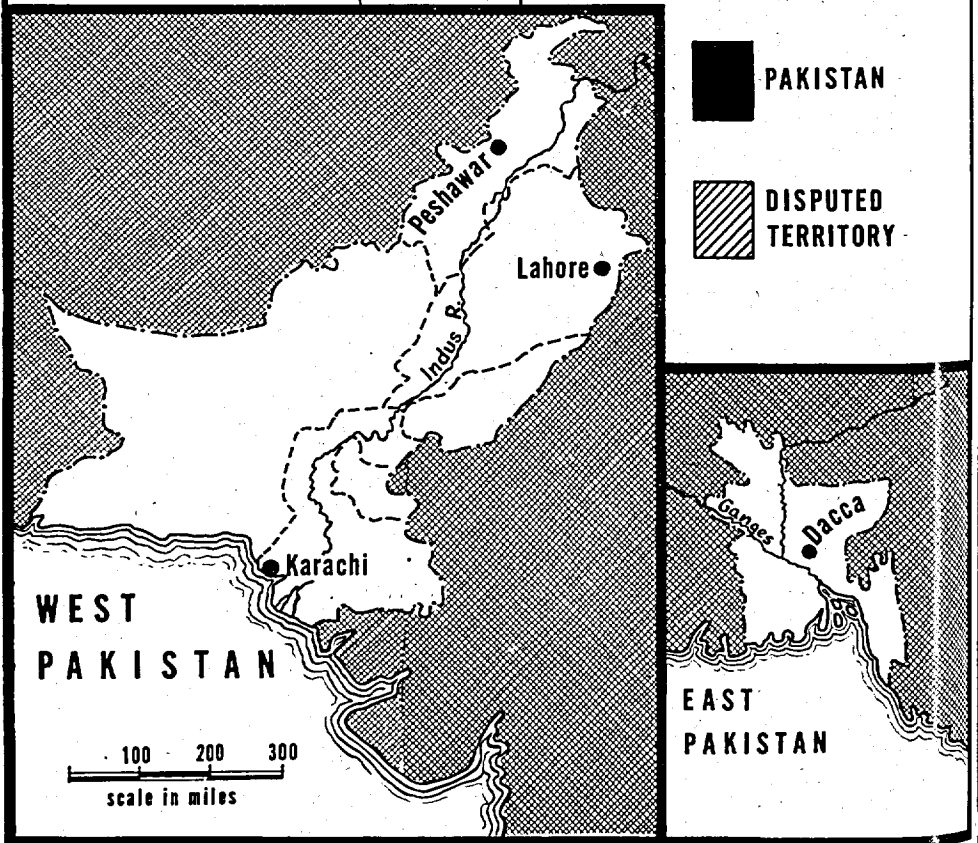 PAKISTAN
DISPUTED
TERRITORY
Peshawar
Lahore
Indus R.
Karachi
WEST
PAKISTAN
100 200 300
scale in miles
Ganges
Dacca
EAST
PAKISTAN